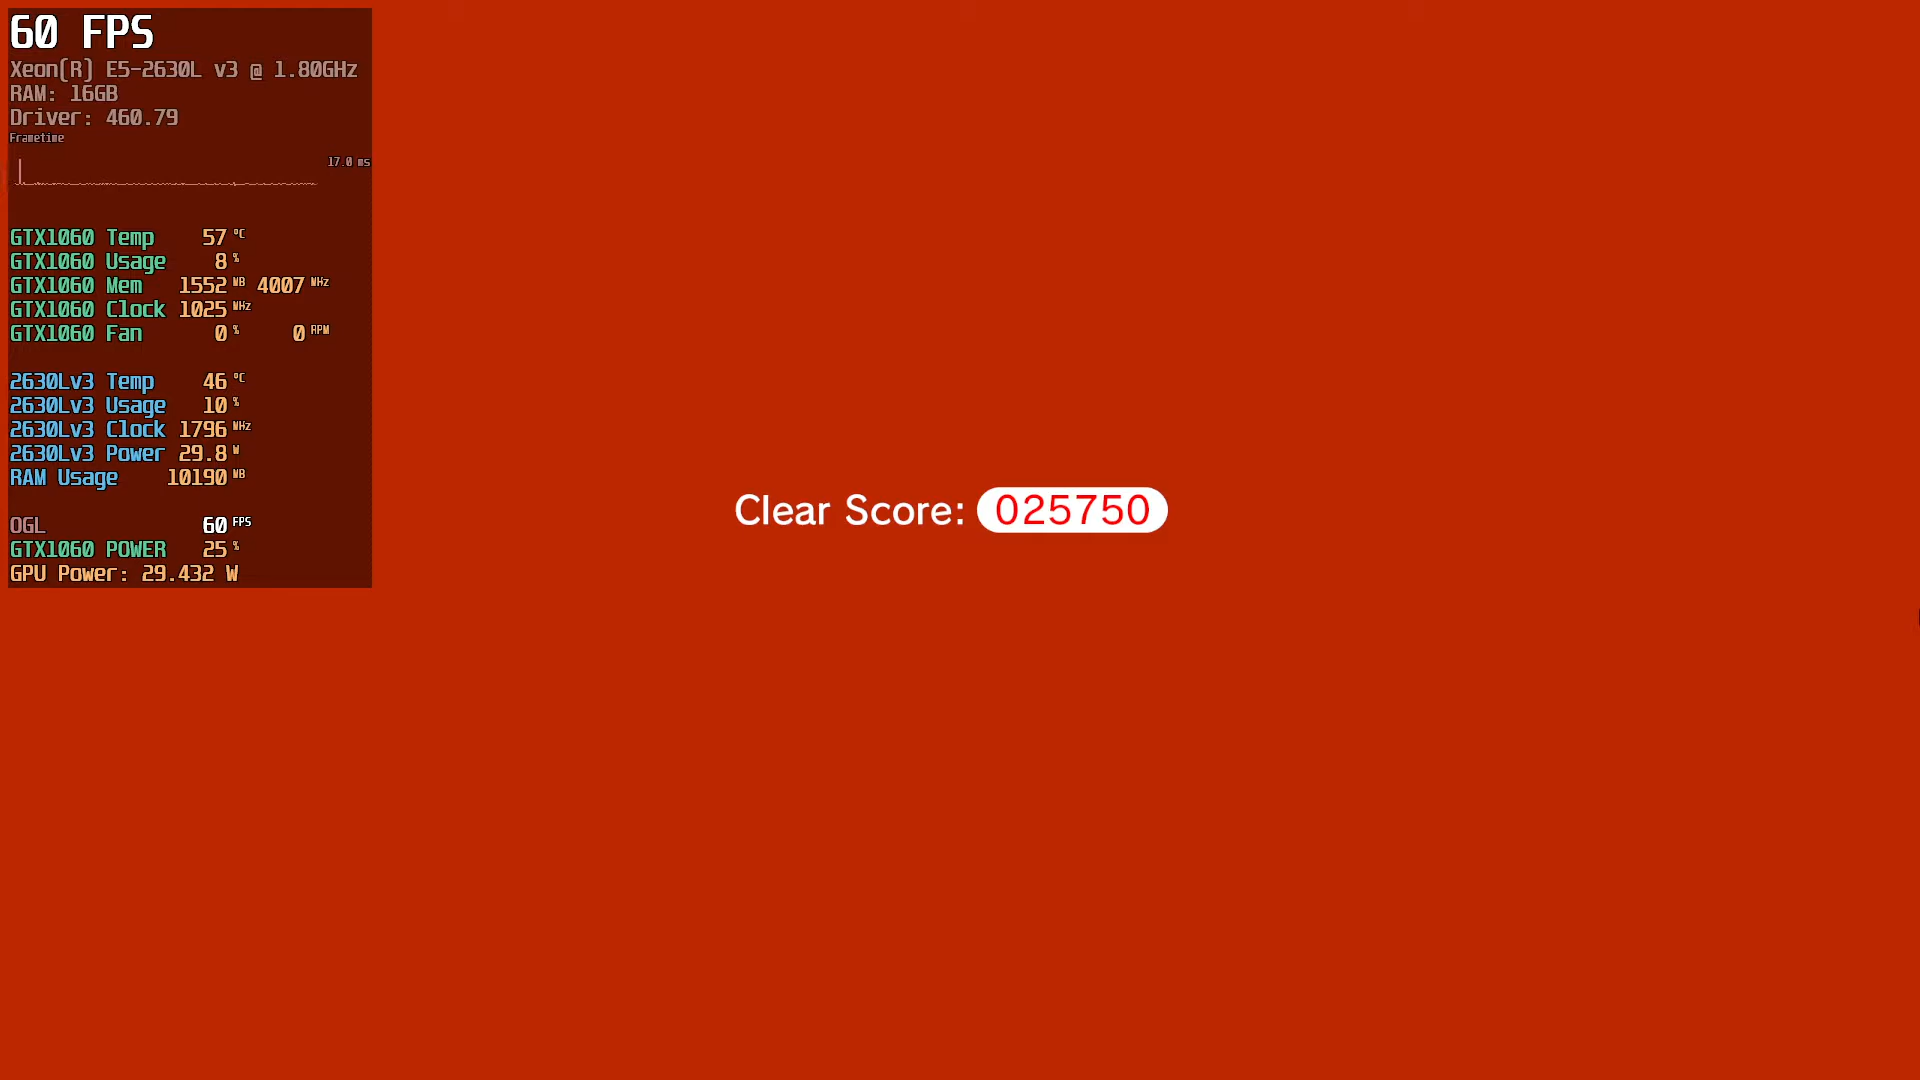 60 FPS
Xeon(R) E5-2630L v3 @ 1.80GHz
RAM: 16GB
Driver: 460.79
Frametime
17.0 ms
GTX1060 Temp 57 °C
GTX1060 Usage 8 %
GTX1060 Mem 1552 MB 4007 MHz
GTX1060 Clock 1025 MHz
GTX1060 Fan 0 % 0 RPM
2630Lv3 Temp 46 °C
2630Lv3 Usage 10 %
2630Lv3 Clock 1796 MHz
2630Lv3 Power 29.8 W
RAM Usage 10190 MB
Clear Score: 025750
OGL 60 FPS
GTX1060 POWER 25 %
GPU Power: 29.432 W